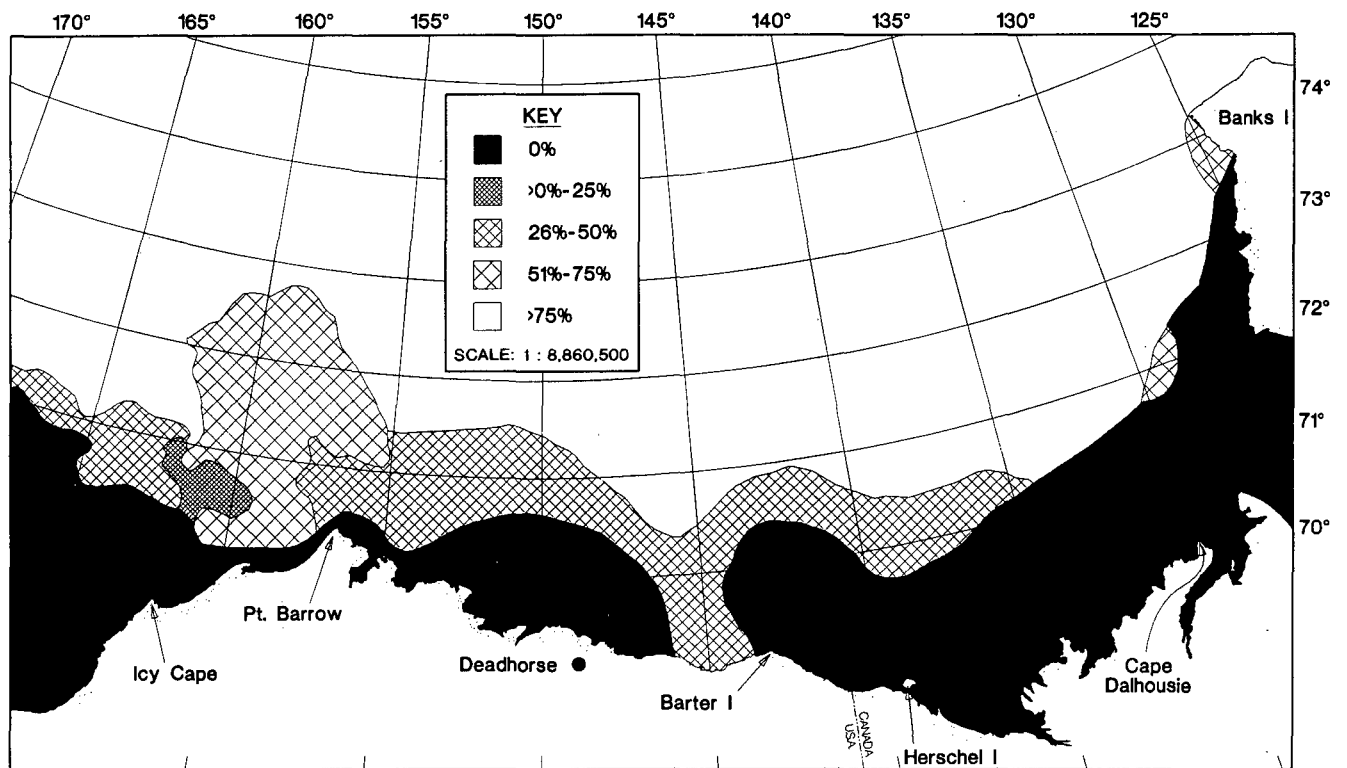 170° 165° 160° 155° 150° 145° 140° 135° 130° 125°
74°
Banks I
KEY
0%
>0%-25%
26%-50%
51%-75%
>75%
SCALE: 1 : 8,860,500
73°
72°
71°
70°
Pt. Barrow
Icy Cape
Deadhorse
Barter I
CANADA
USA
Herschel I
Cape
Dalhousie